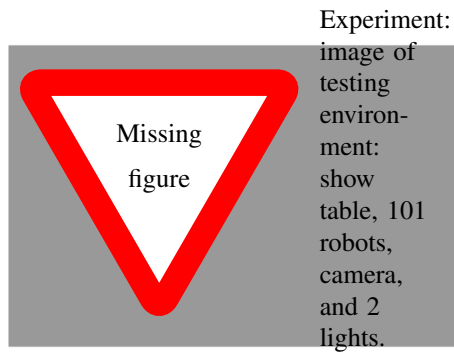 Missing
figure
Experiment:
image of
testing
environ-
ment:
show
table, 101
robots,
camera,
and 2
lights.